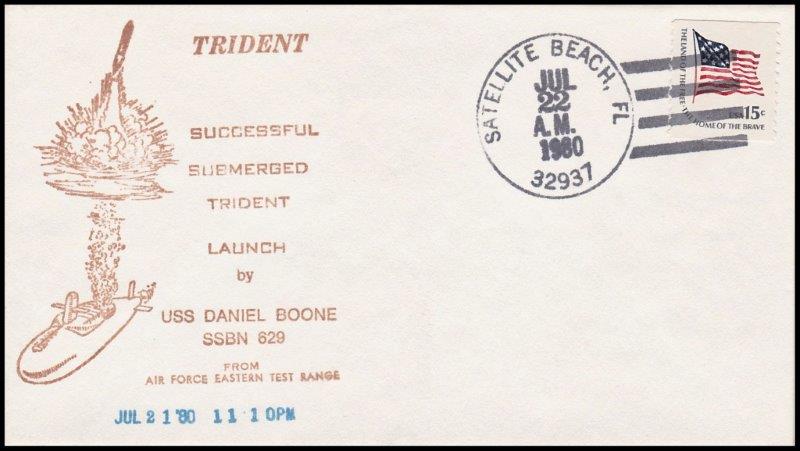 TRIDENT
SUCCESSFUL
SUBMERGED
TRIDENT
LAUNCH
by
USS DANIEL BOONE
SSBN 629
FROM
AIR FORCE EASTERN TEST RANGE
JUL 21 '80 11 10PM
SATELLITE BEACH, FL
JUL
22
A.M.
1980
32937
THE LAND OF THE FREE THE HOME OF THE BRAVE
USA 15c